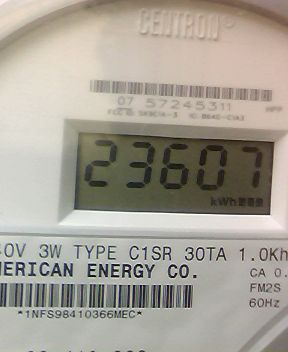 CENTRON
07 57245311
23607
kWh
40V 3W TYPE C1SR 30TA 1.0Kh
MERICAN ENERGY CO.
CA 0.
FM2S
60Hz
*1NFS98410366MEC*